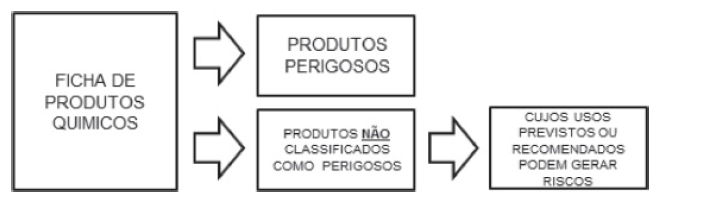 FICHA DE
PRODUTOS
QUIMICOS
PRODUTOS
PERIGOSOS
PRODUTOS NÃO
CLASSIFICADOS
COMO PERIGOSOS
CUJOS USOS
PREVISTOS OU
RECOMENDADOS
PODEM GERAR
RISCOS